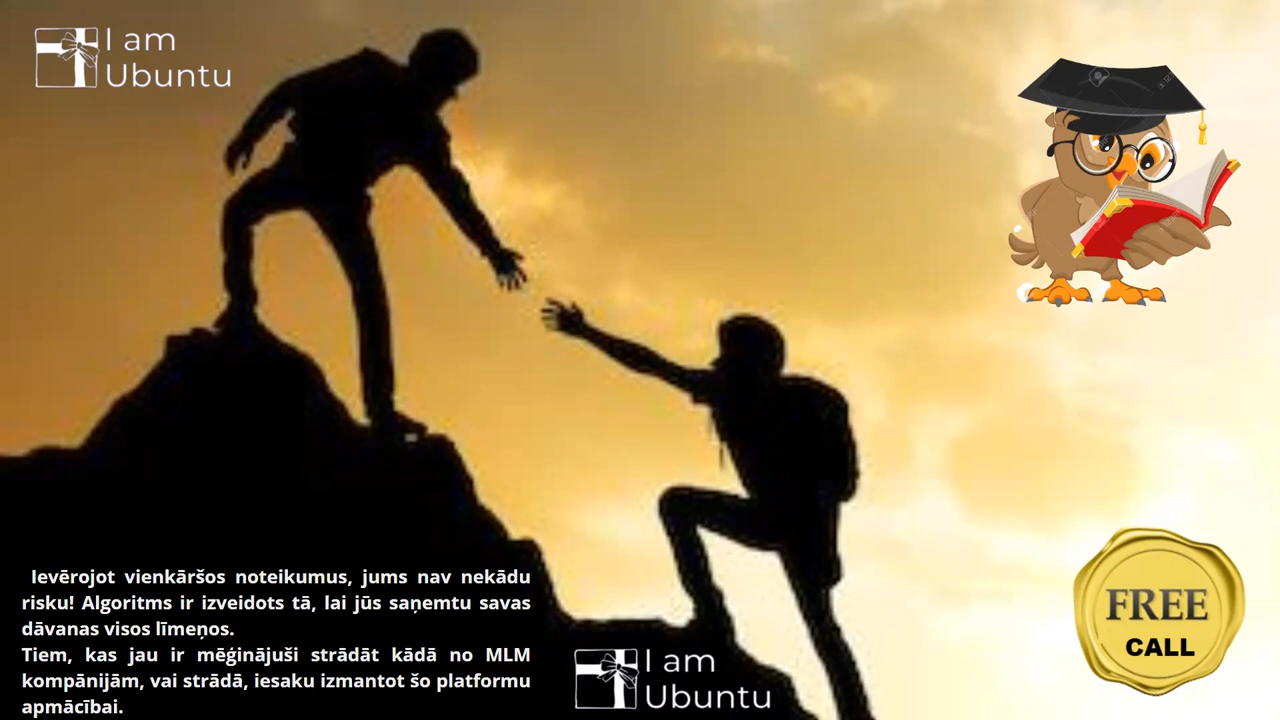 I am
Ubuntu
Ievērojot vienkāršos noteikumus, jums nav nekādu
risku! Algoritms ir izveidots tā, lai jūs saņemtu savas
dāvanas visos līmeņos.
Tiem, kas jau ir mēģinājuši strādāt kādā no MLM
kompānijām, vai strādā, iesaku izmantot šo platformu
apmācībai.
I am
Ubuntu
FREE
CALL